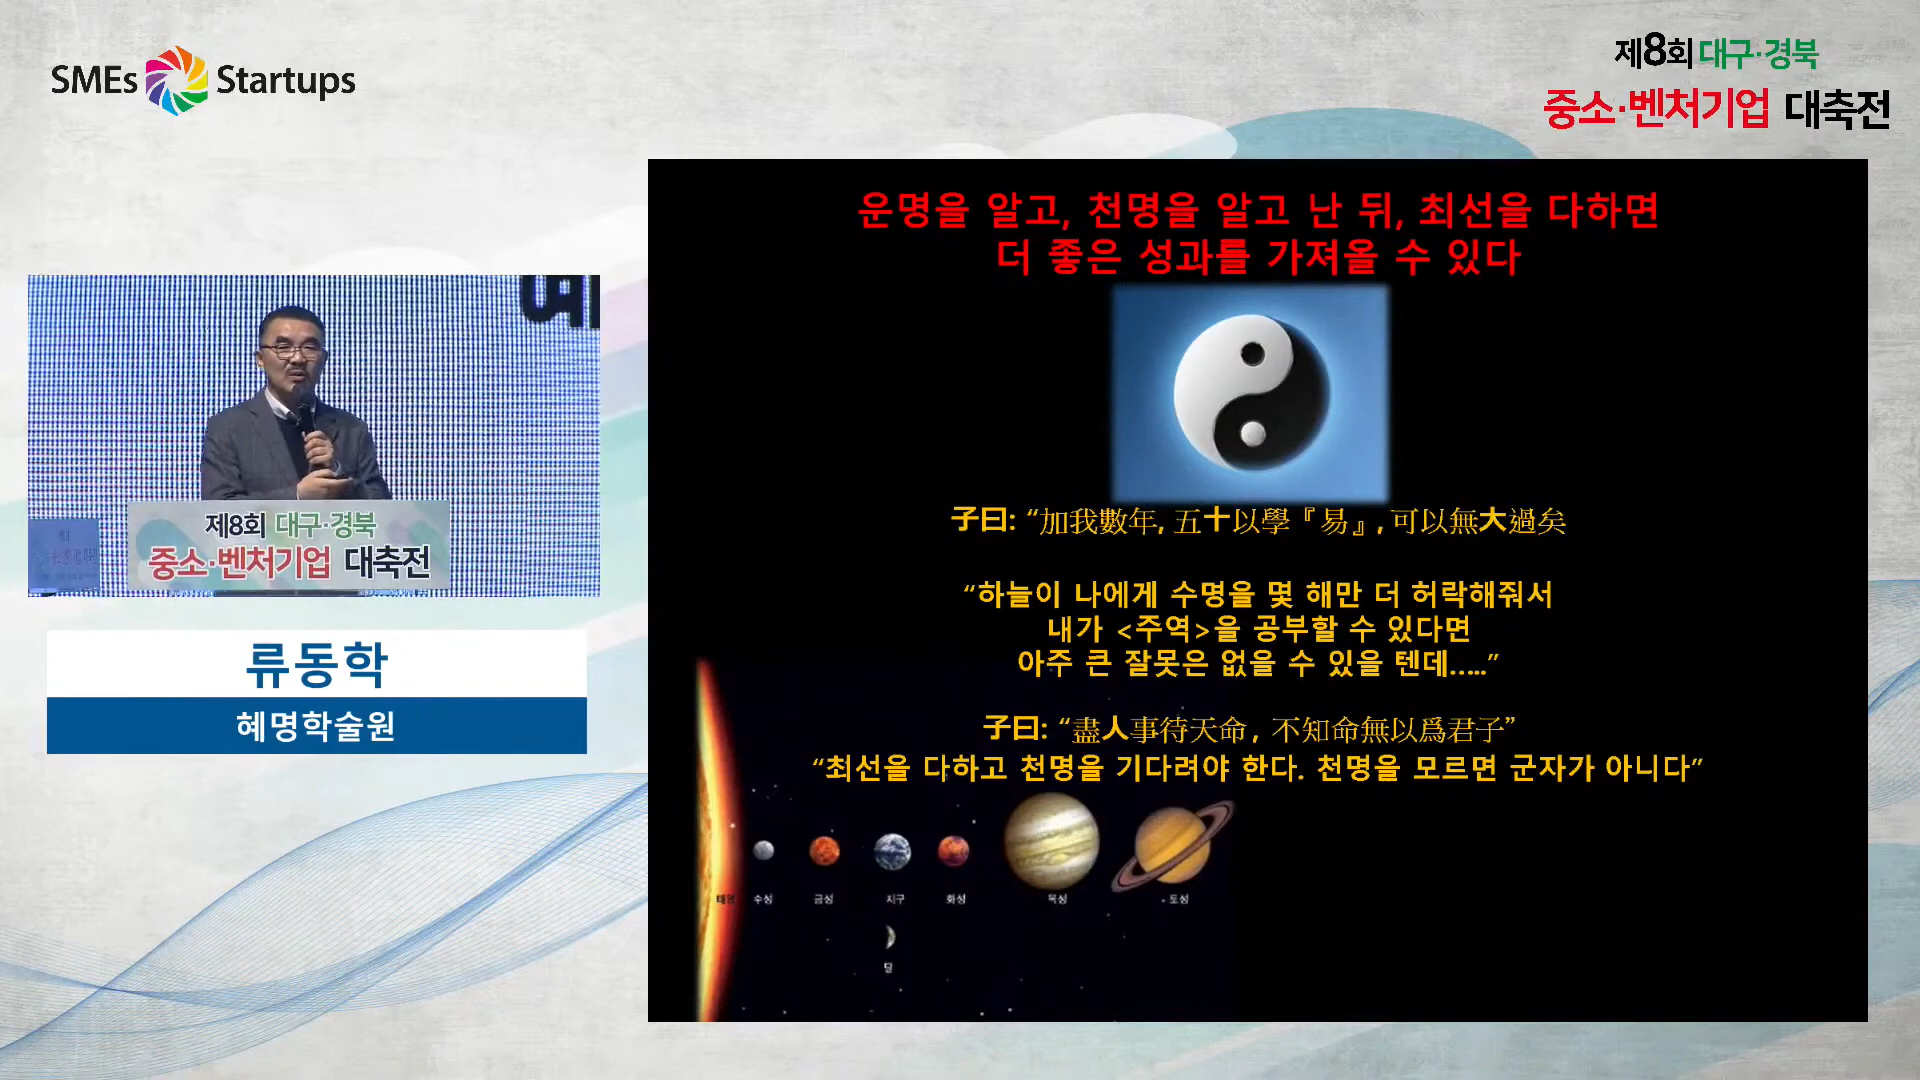 SMEs Startups
제8회 대구·경북
중소·벤처기업 대축전
운명을 알고, 천명을 알고 난 뒤, 최선을 다하면
더 좋은 성과를 가져올 수 있다
예
제8회 대구·경북
중소·벤처기업 대축전
류동학
혜명학술원
子曰: “加我數年, 五十以學『易』, 可以無大過矣
“하늘이 나에게 수명을 몇 해만 더 허락해줘서
내가 <주역>을 공부할 수 있다면
아주 큰 잘못은 없을 수 있을 텐데.....”
子曰: “盡人事待天命, 不知命無以爲君子”
“최선을 다하고 천명을 기다려야 한다. 천명을 모르면 군자가 아니다”
태양 수성 금성 지구 화성 목성 토성
달